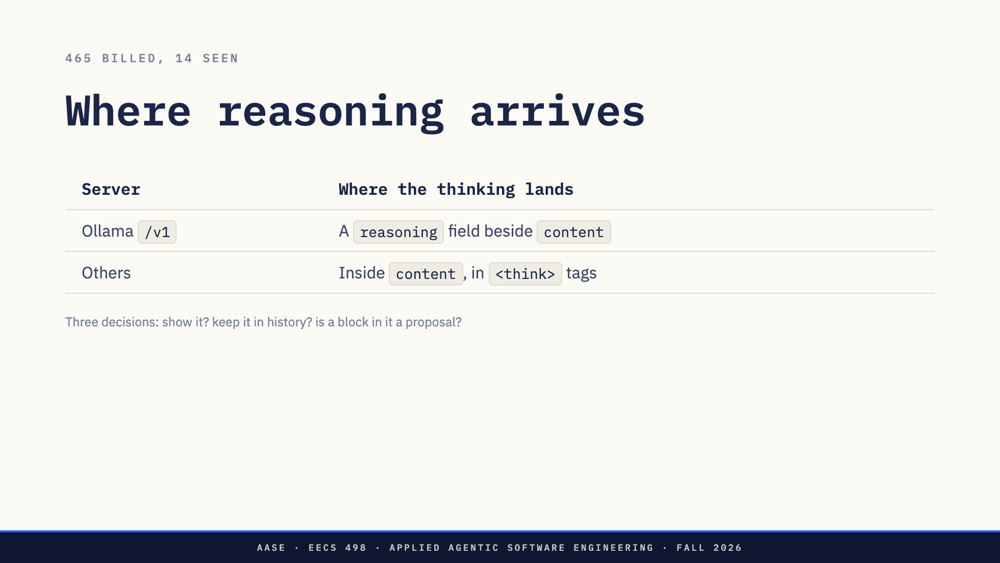 465 BILLED, 14 SEEN
Where reasoning arrives
Server Where the thinking lands
Ollama /v1 A reasoning field beside content
Others Inside content, in <think> tags
Three decisions: show it? keep it in history? is a block in it a proposal?
AASE · EECS 498 · APPLIED AGENTIC SOFTWARE ENGINEERING · FALL 2026